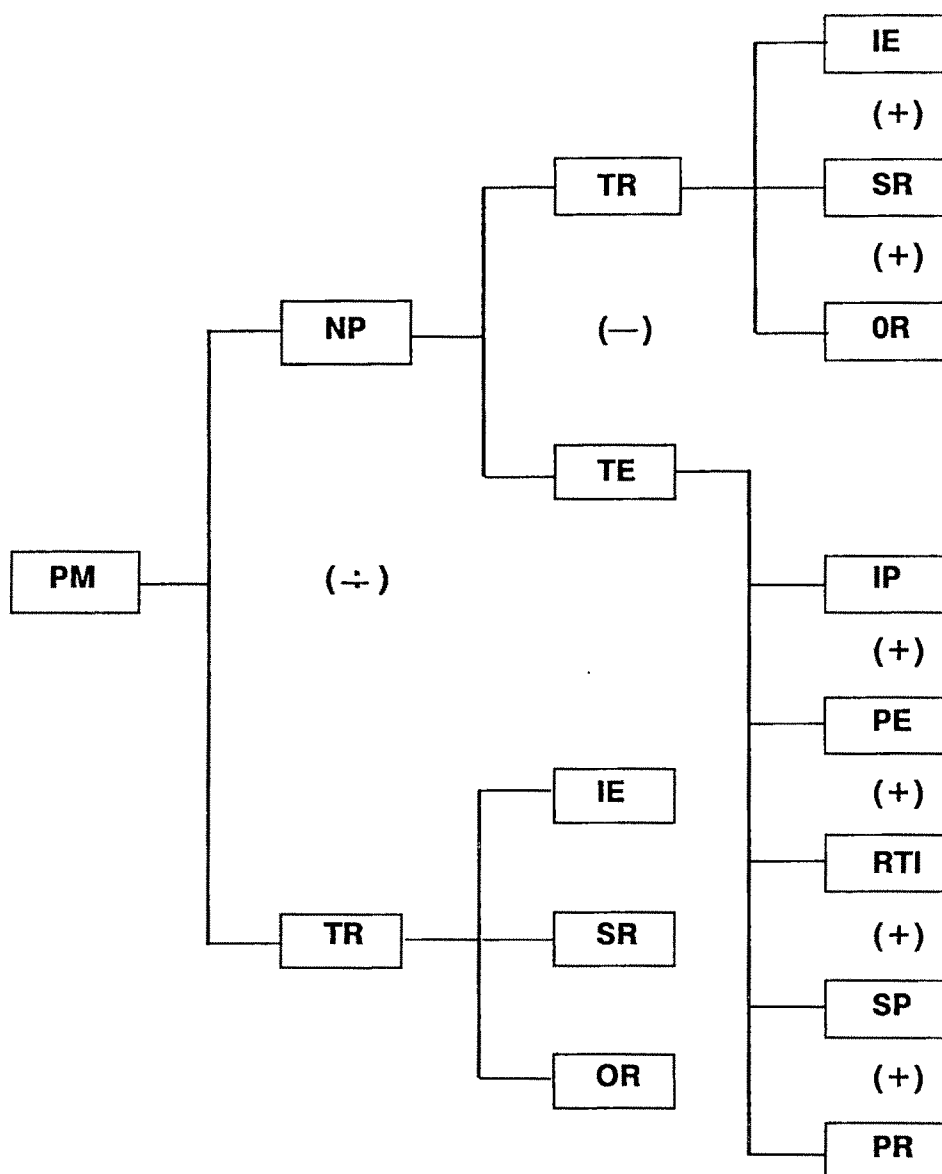 IE
(+)
TR
SR
(+)
NP
(—)
0R
TE
PM
(÷)
IP
(+)
PE
IE
(+)
RTI
TR
SR
(+)
SP
OR
(+)
PR